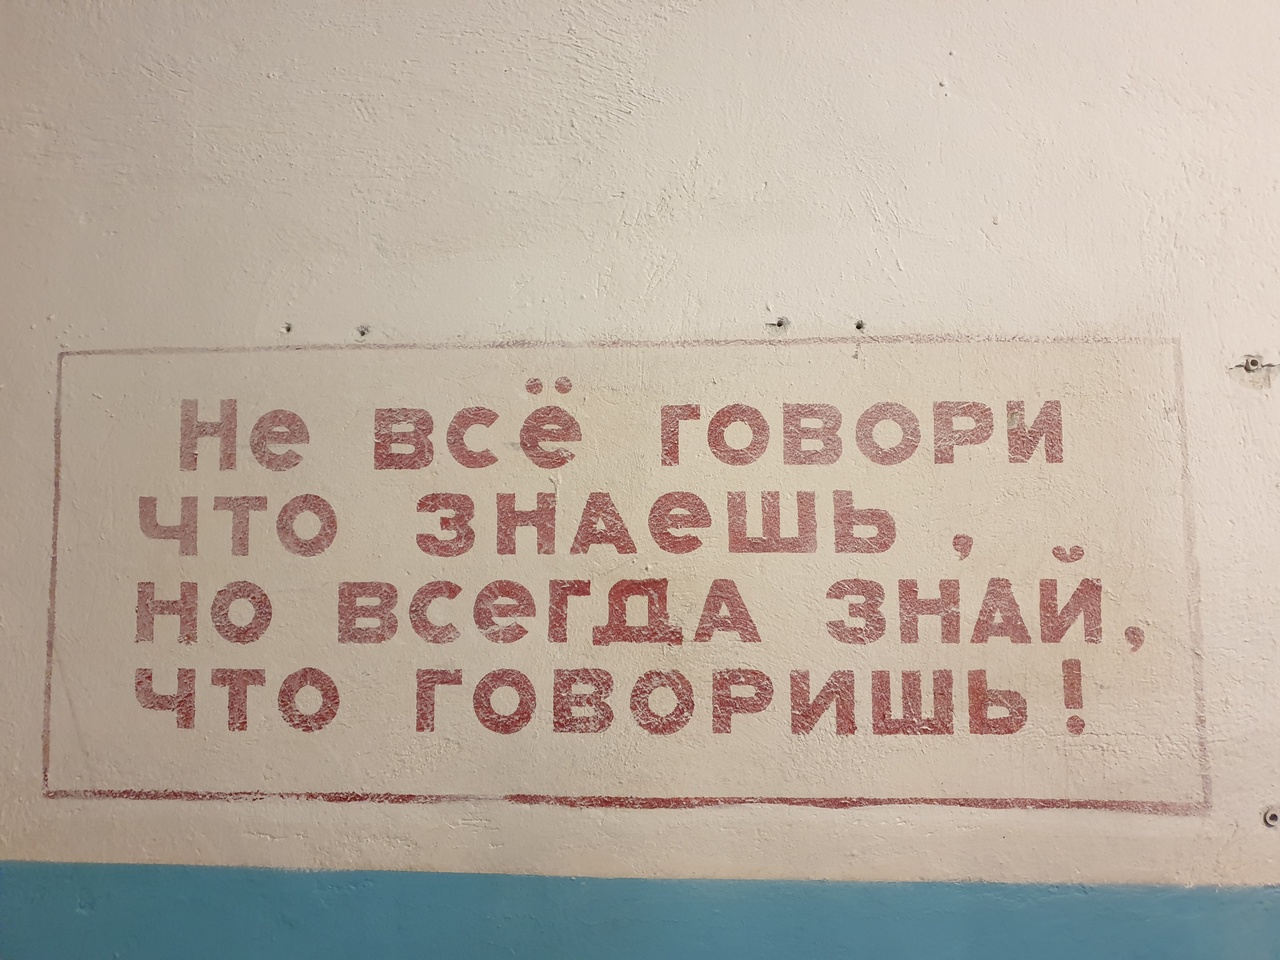 Не всё говори
что знаешь ,
но всегда знай,
что говоришь!